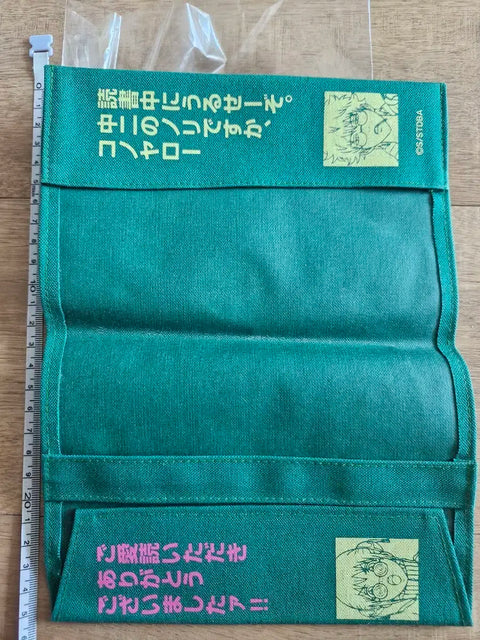 読書中にうるせーぞ。
中二のノリですか、
コノヤロー
©S/STDBA
ご愛読いただき
ありがとう
ございましたァ!!